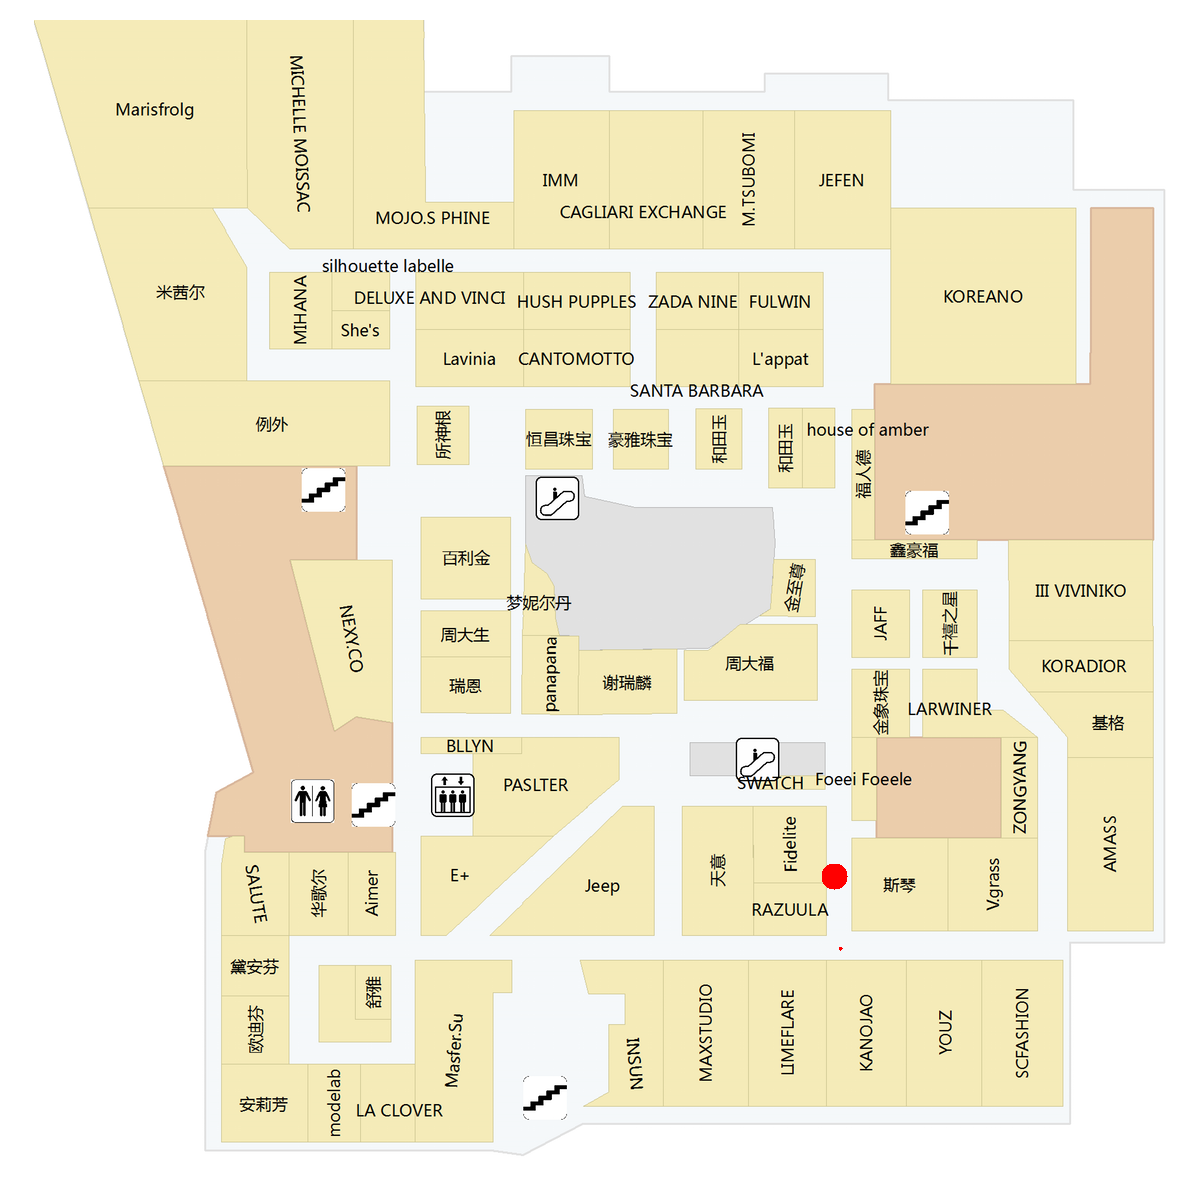 Marisfrolg
MICHELLE MOISSAC
MOJO.S PHINE
IMM
CAGLIARI EXCHANGE
M.TSUBOMI
JEFEN
米茜尔
silhouette labelle
MIHANA
DELUXE AND VINCI
She's
HUSH PUPPLES
ZADA NINE
FULWIN
KOREANO
Lavinia
CANTOMOTTO
L'appat
SANTA BARBARA
例外
所神根
恒昌珠宝
豪雅珠宝
和田玉
和田玉
house of amber
福人德
鑫豪福
百利金
梦妮尔丹
金至尊
III VIVINIKO
JAFF
千禧之星
NEXY.CO
周大生
瑞恩
panapana
谢瑞麟
周大福
KORADIOR
金象珠宝
LARWINER
基格
BLLYN
PASLTER
SWATCH
Foeei Foeele
ZONGYANG
AMASS
SALUTE
华歌尔
Aimer
E+
Jeep
天意
Fidelite
RAZUULA
斯琴
V.grass
黛安芬
欧迪芬
舒雅
Masfer.Su
INSUN
MAXSTUDIO
LIMEFLARE
KANOJAO
YOUZ
SCFASHION
安莉芳
modelab
LA CLOVER